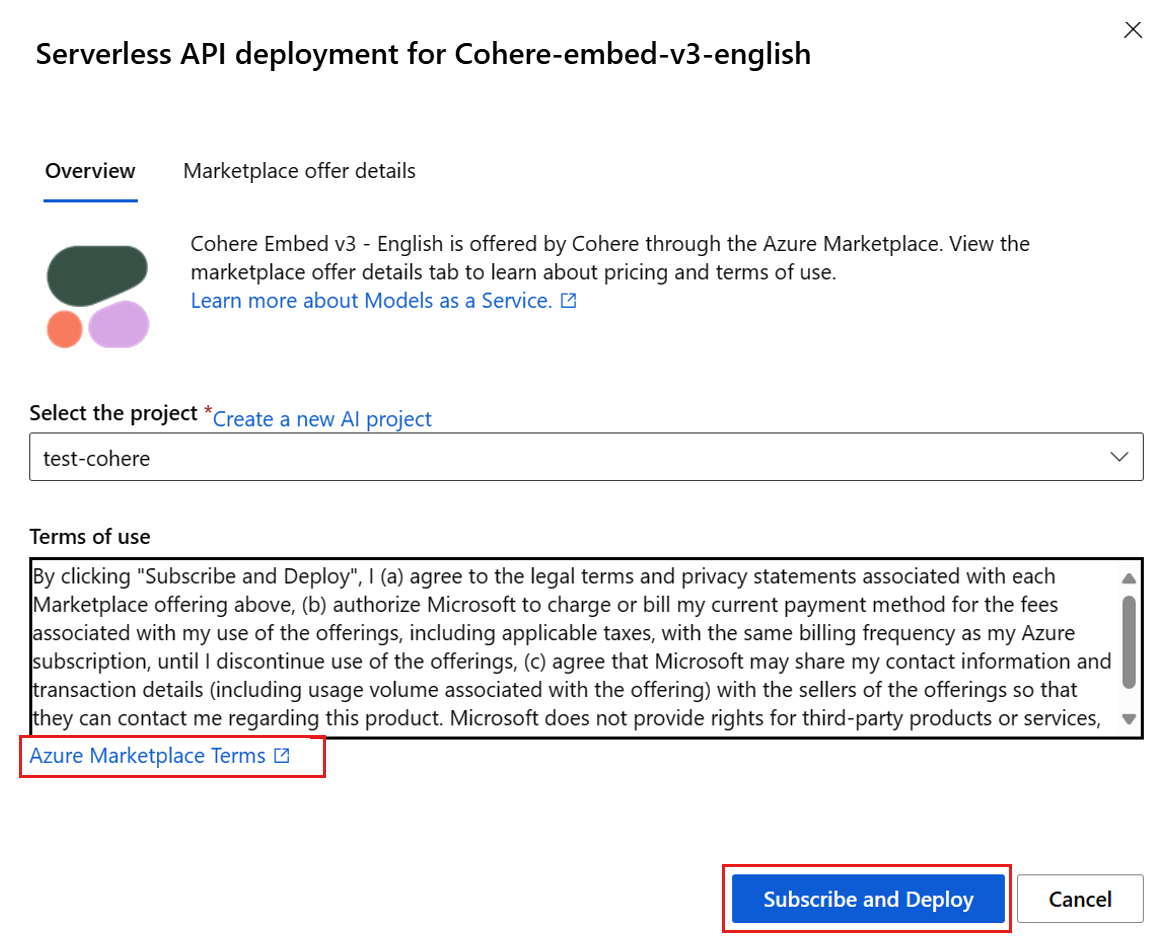 Serverless API deployment for Cohere-embed-v3-english
Overview
Marketplace offer details
Cohere Embed v3 - English is offered by Cohere through the Azure Marketplace. View the
marketplace offer details tab to learn about pricing and terms of use.
Learn more about Models as a Service.
Select the project *
Create a new AI project
test-cohere
Terms of use
By clicking "Subscribe and Deploy", I (a) agree to the legal terms and privacy statements associated with each
Marketplace offering above, (b) authorize Microsoft to charge or bill my current payment method for the fees
associated with my use of the offerings, including applicable taxes, with the same billing frequency as my Azure
subscription, until I discontinue use of the offerings, (c) agree that Microsoft may share my contact information and
transaction details (including usage volume associated with the offering) with the sellers of the offerings so that
they can contact me regarding this product. Microsoft does not provide rights for third-party products or services,
Azure Marketplace Terms
Subscribe and Deploy
Cancel